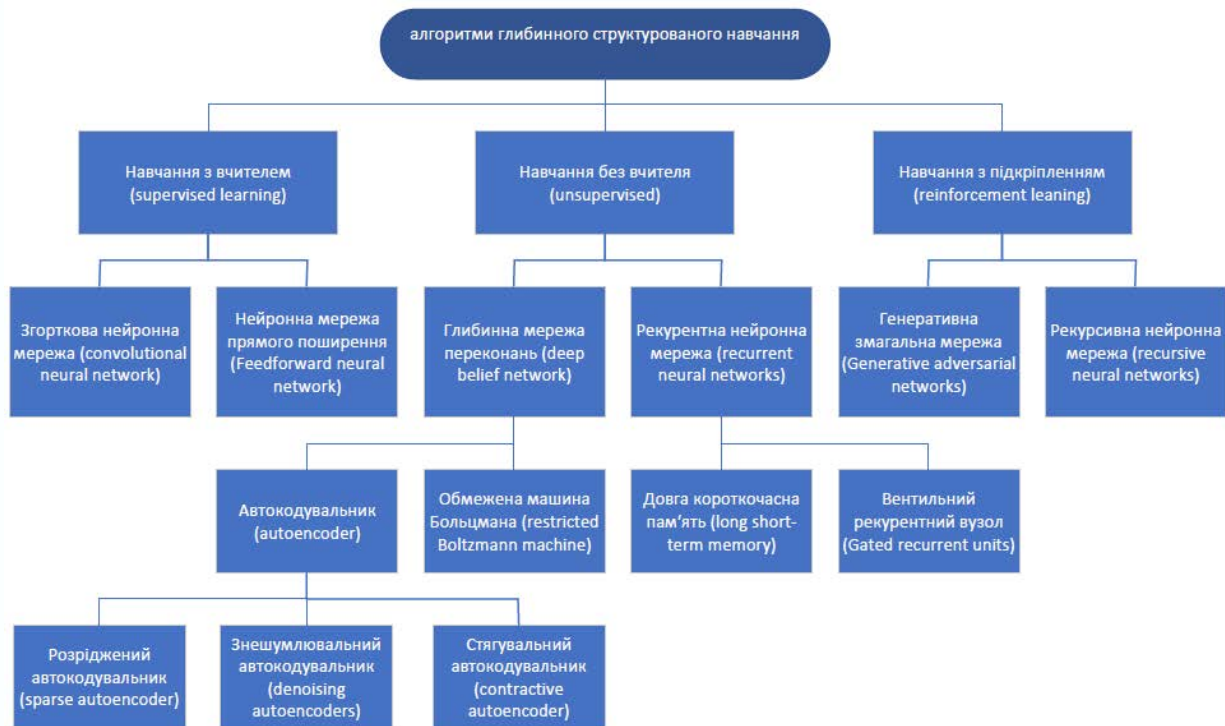 алгоритми глибинного структурованого навчання
Навчання з вчителем
(supervised learning)
Навчання без вчителя
(unsupervised)
Навчання з підкріпленням
(reinforcement leaning)
Згорткова нейронна
мережа (convolutional
neural network)
Нейронна мережа
прямого поширення
(Feedforward neural
network)
Глибинна мережа
переконань (deep
belief network)
Рекурентна нейронна
мережа (recurrent
neural networks)
Генеративна
змагальна мережа
(Generative adversarial
networks)
Рекурсивна нейронна
мережа (recursive
neural networks)
Автокодувальник
(autoencoder)
Обмежена машина
Больцмана (restricted
Boltzmann machine)
Довга короткочасна
пам'ять (long short-
term memory)
Вентильний
рекурентний вузол
(Gated recurrent units)
Розріджений
автокодувальник
(sparse autoencoder)
Знешумлювальний
автокодувальник
(denoising
autoencoders)
Стягувальний
автокодувальник
(contractive
autoencoder)